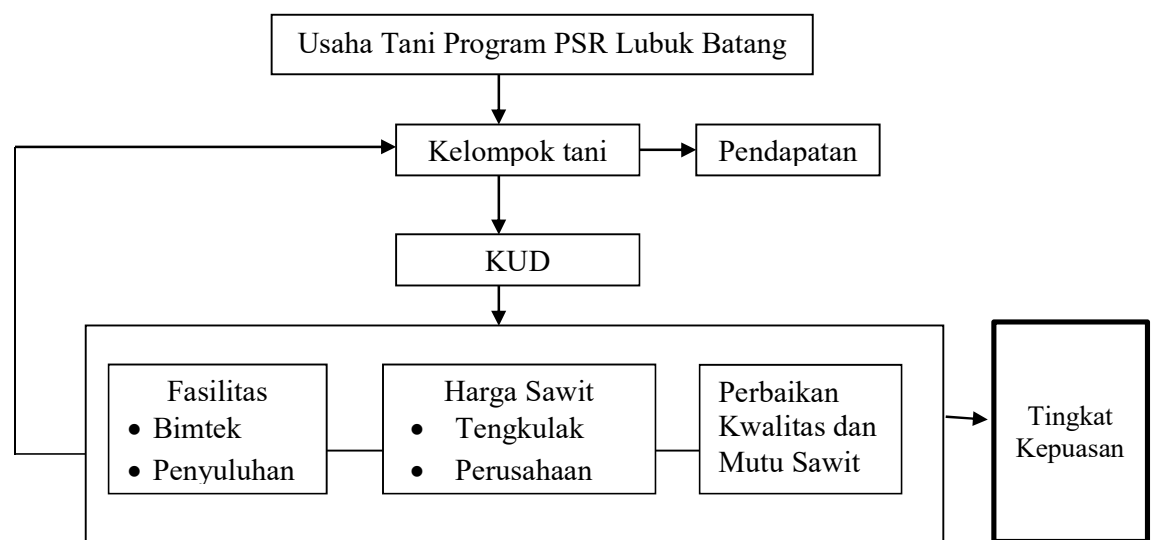 Usaha Tani Program PSR Lubuk Batang
Kelompok tani
Pendapatan
KUD
Fasilitas
• Bimtek
• Penyuluhan
Harga Sawit
• Tengkulak
• Perusahaan
Perbaikan
Kwalitas dan
Mutu Sawit
Tingkat
Kepuasan